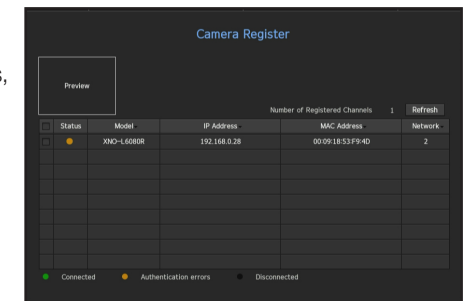 Camera Register
s,
Preview
Number of Registered Channels 1 Refresh
Status Model IP Address MAC Address Network
XNO-L6080R 192.168.0.28 00:09:18:53:F9:4D 2
Connected Authentication errors Disconnected